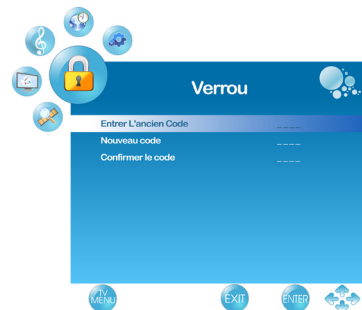 Verrou
Entrer L'ancien Code _ _ _ _
Nouveau code _ _ _ _
Confirmer le code _ _ _ _
TV MENU EXIT ENTER